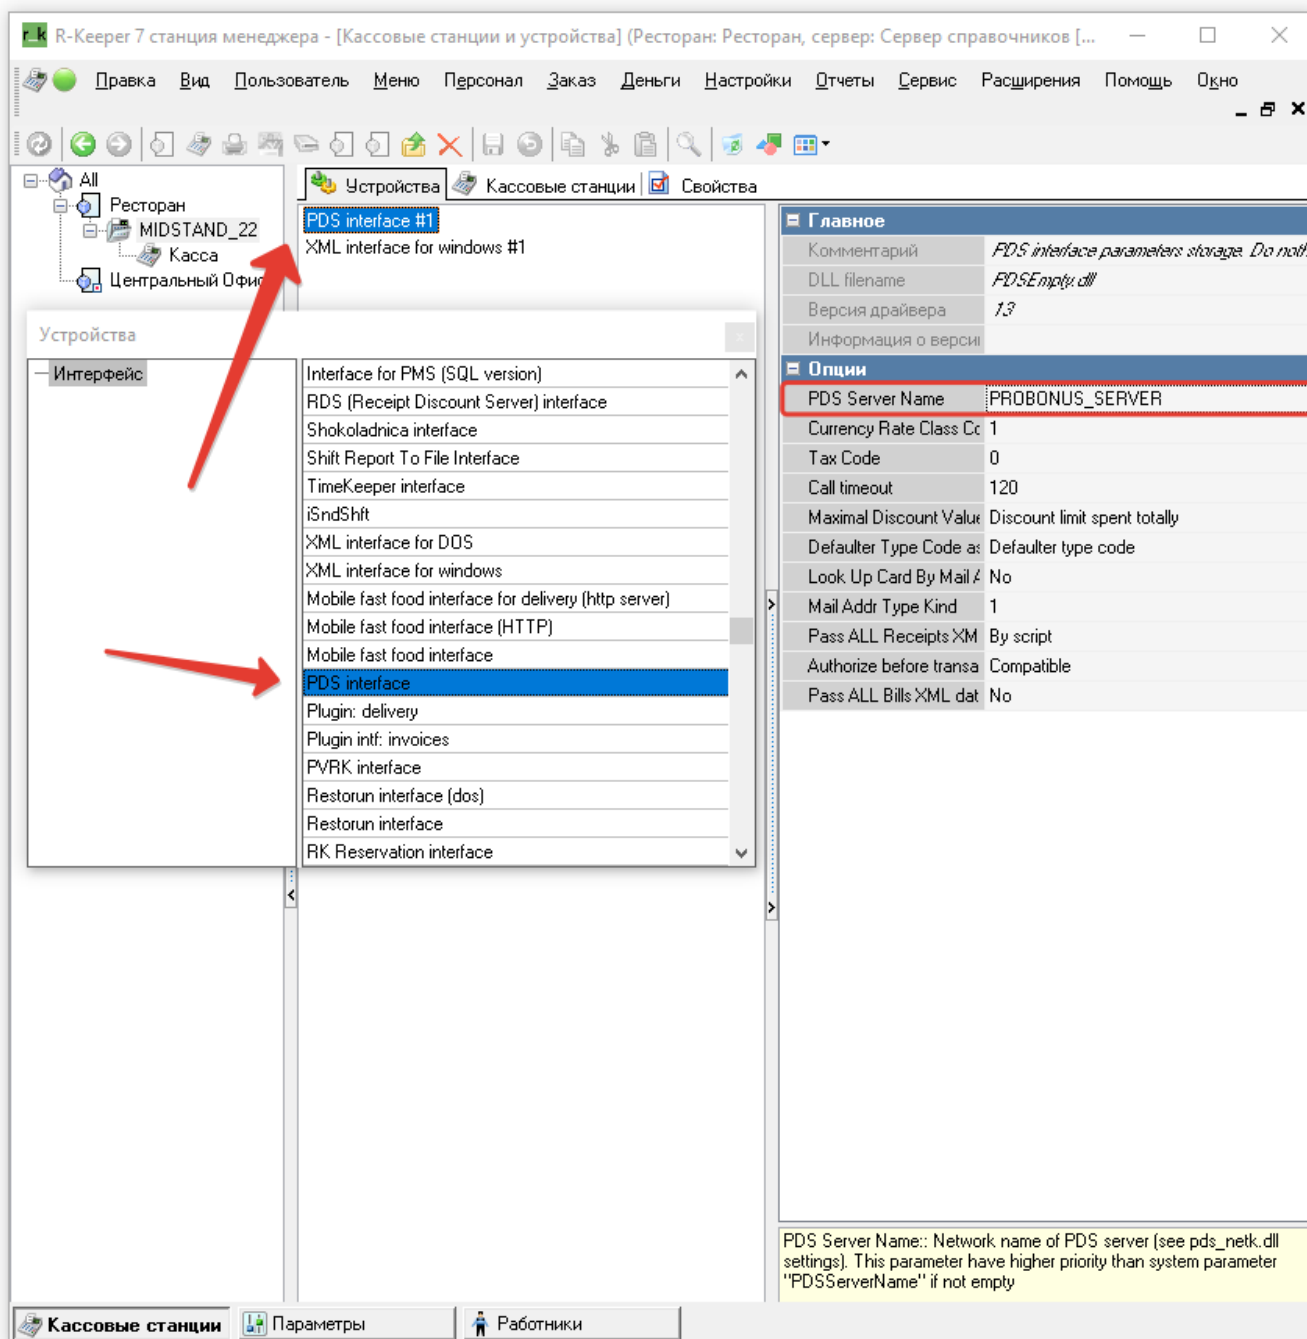 r_k R-Keeper 7 станция менеджера - [Кассовые станции и устройства] (Ресторан: Ресторан, сервер: Сервер справочников [...
Правка Вид Пользователь Меню Персонал Заказ Деньги Настройки Отчеты Сервис Расширения Помощь Окно
All
Ресторан
MIDSTAND_22
Касса
Центральный Офис
Устройства Кассовые станции Свойства
PDS interface #1
XML interface for windows #1
Устройства
Интерфейс
Interface for PMS (SQL version)
RDS (Receipt Discount Server) interface
Shokoladnica interface
Shift Report To File Interface
TimeKeeper interface
iSndShft
XML interface for DOS
XML interface for windows
Mobile fast food interface for delivery (http server)
Mobile fast food interface (HTTP)
Mobile fast food interface
PDS interface
Plugin: delivery
Plugin intf: invoices
PVRK interface
Restorun interface (dos)
Restorun interface
RK Reservation interface
Главное
Комментарий PDS interface parameters storage. Do noth
DLL filename PDSEmpty.dll
Версия драйвера 1.3
Информация о верси
Опции
PDS Server Name PROBONUS_SERVER
Currency Rate Class Cc 1
Tax Code 0
Call timeout 120
Maximal Discount Value Discount limit spent totally
Defaulter Type Code as Defaulter type code
Look Up Card By Mail A No
Mail Addr Type Kind 1
Pass ALL Receipts XM By script
Authorize before transa Compatible
Pass ALL Bills XML dat No
PDS Server Name:: Network name of PDS server (see pds_netk.dll
settings). This parameter have higher priority than system parameter
"PDSServerName" if not empty
Кассовые станции Параметры Работники